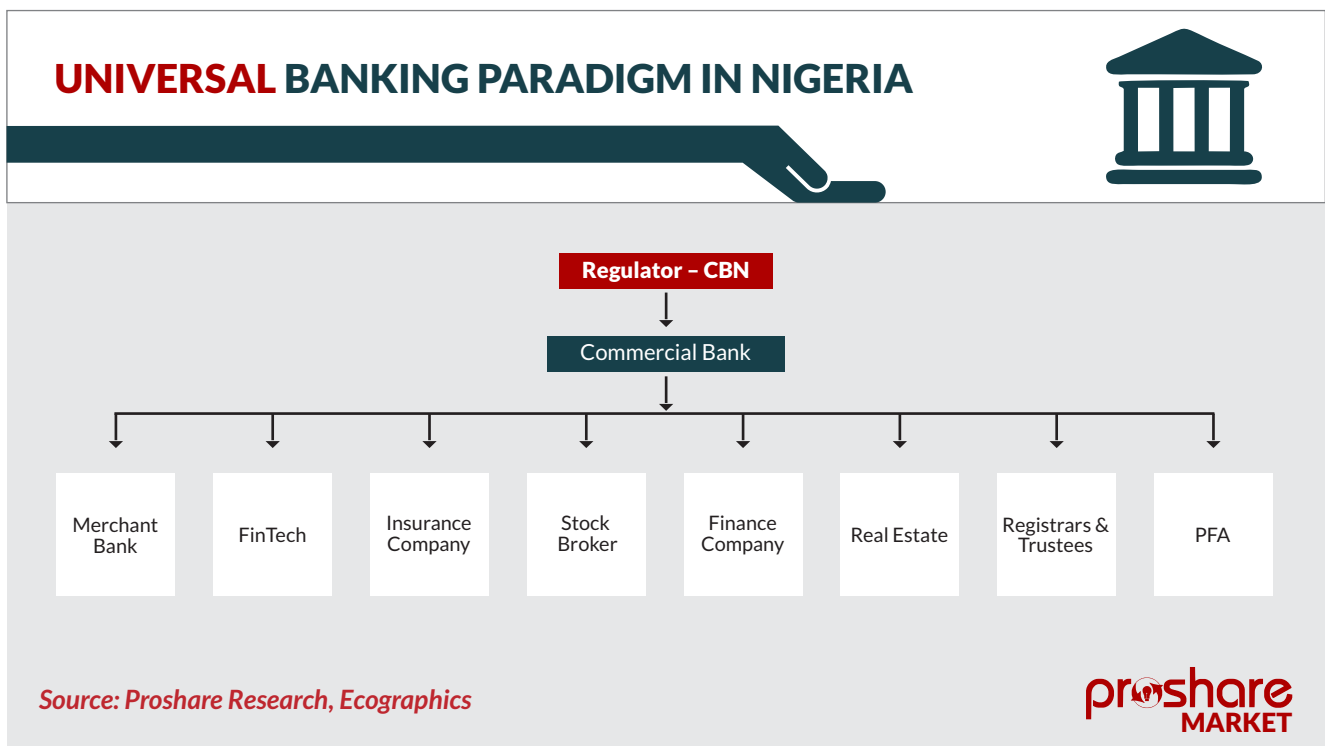 UNIVERSAL BANKING PARADIGM IN NIGERIA
Regulator – CBN
Commercial Bank
Merchant
Bank
FinTech
Insurance
Company
Stock
Broker
Finance
Company
Real Estate
Registrars &
Trustees
PFA
Source: Proshare Research, Ecographics
proshare
MARKET